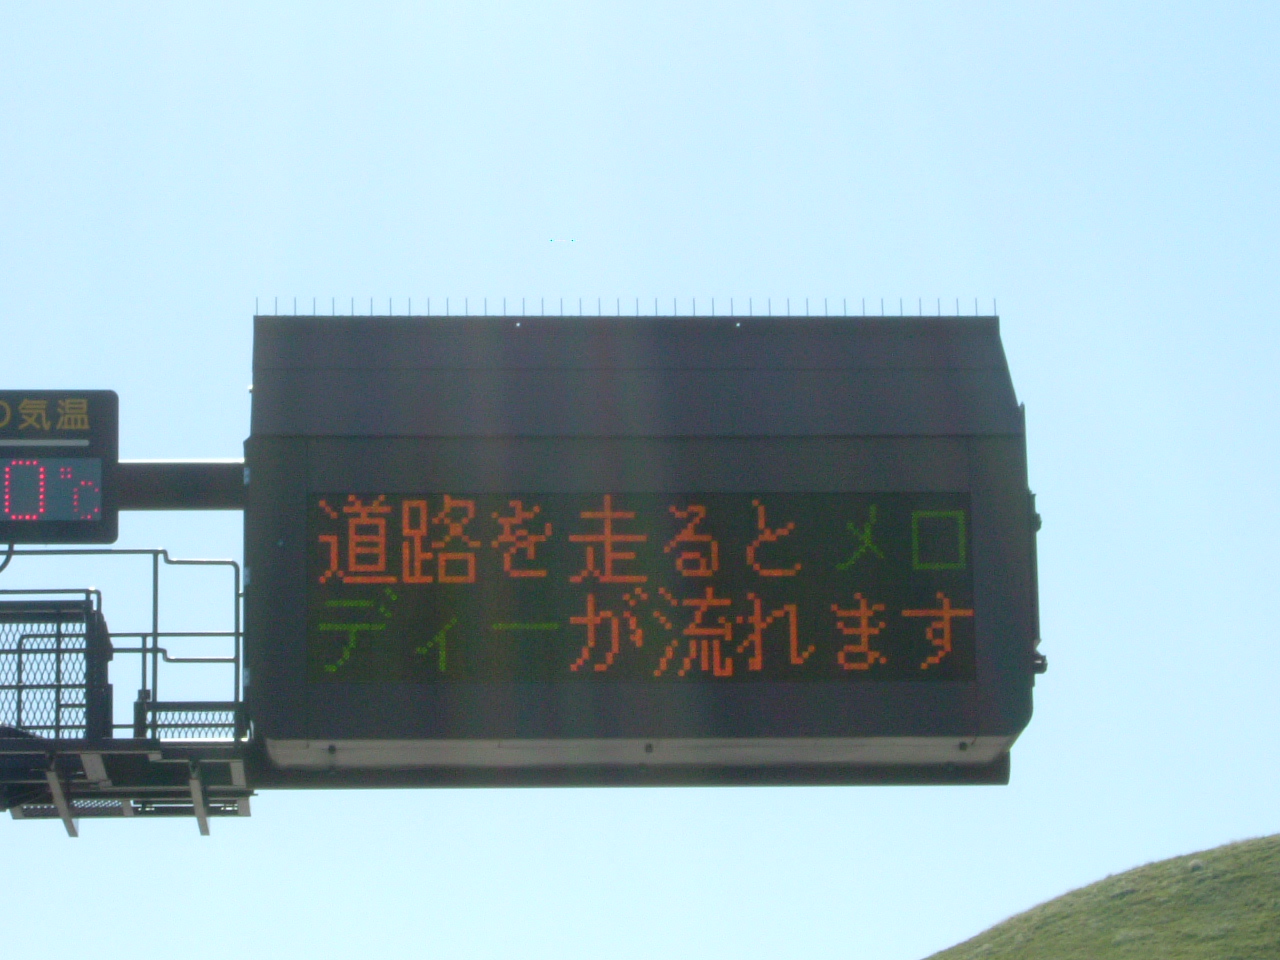 の気温
0℃
道路を走るとメロ
ディーが流れます